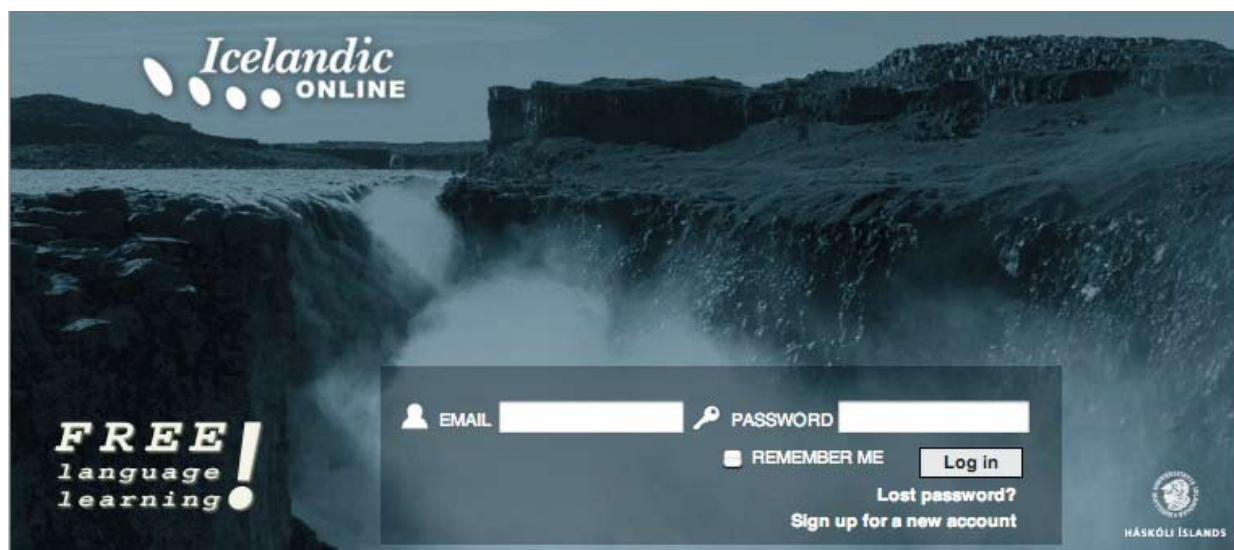 Icelandic
ONLINE
FREE!
language
learning
EMAIL
PASSWORD
REMEMBER ME
Log in
Lost password?
Sign up for a new account
HÁSKÓLI ÍSLANDS